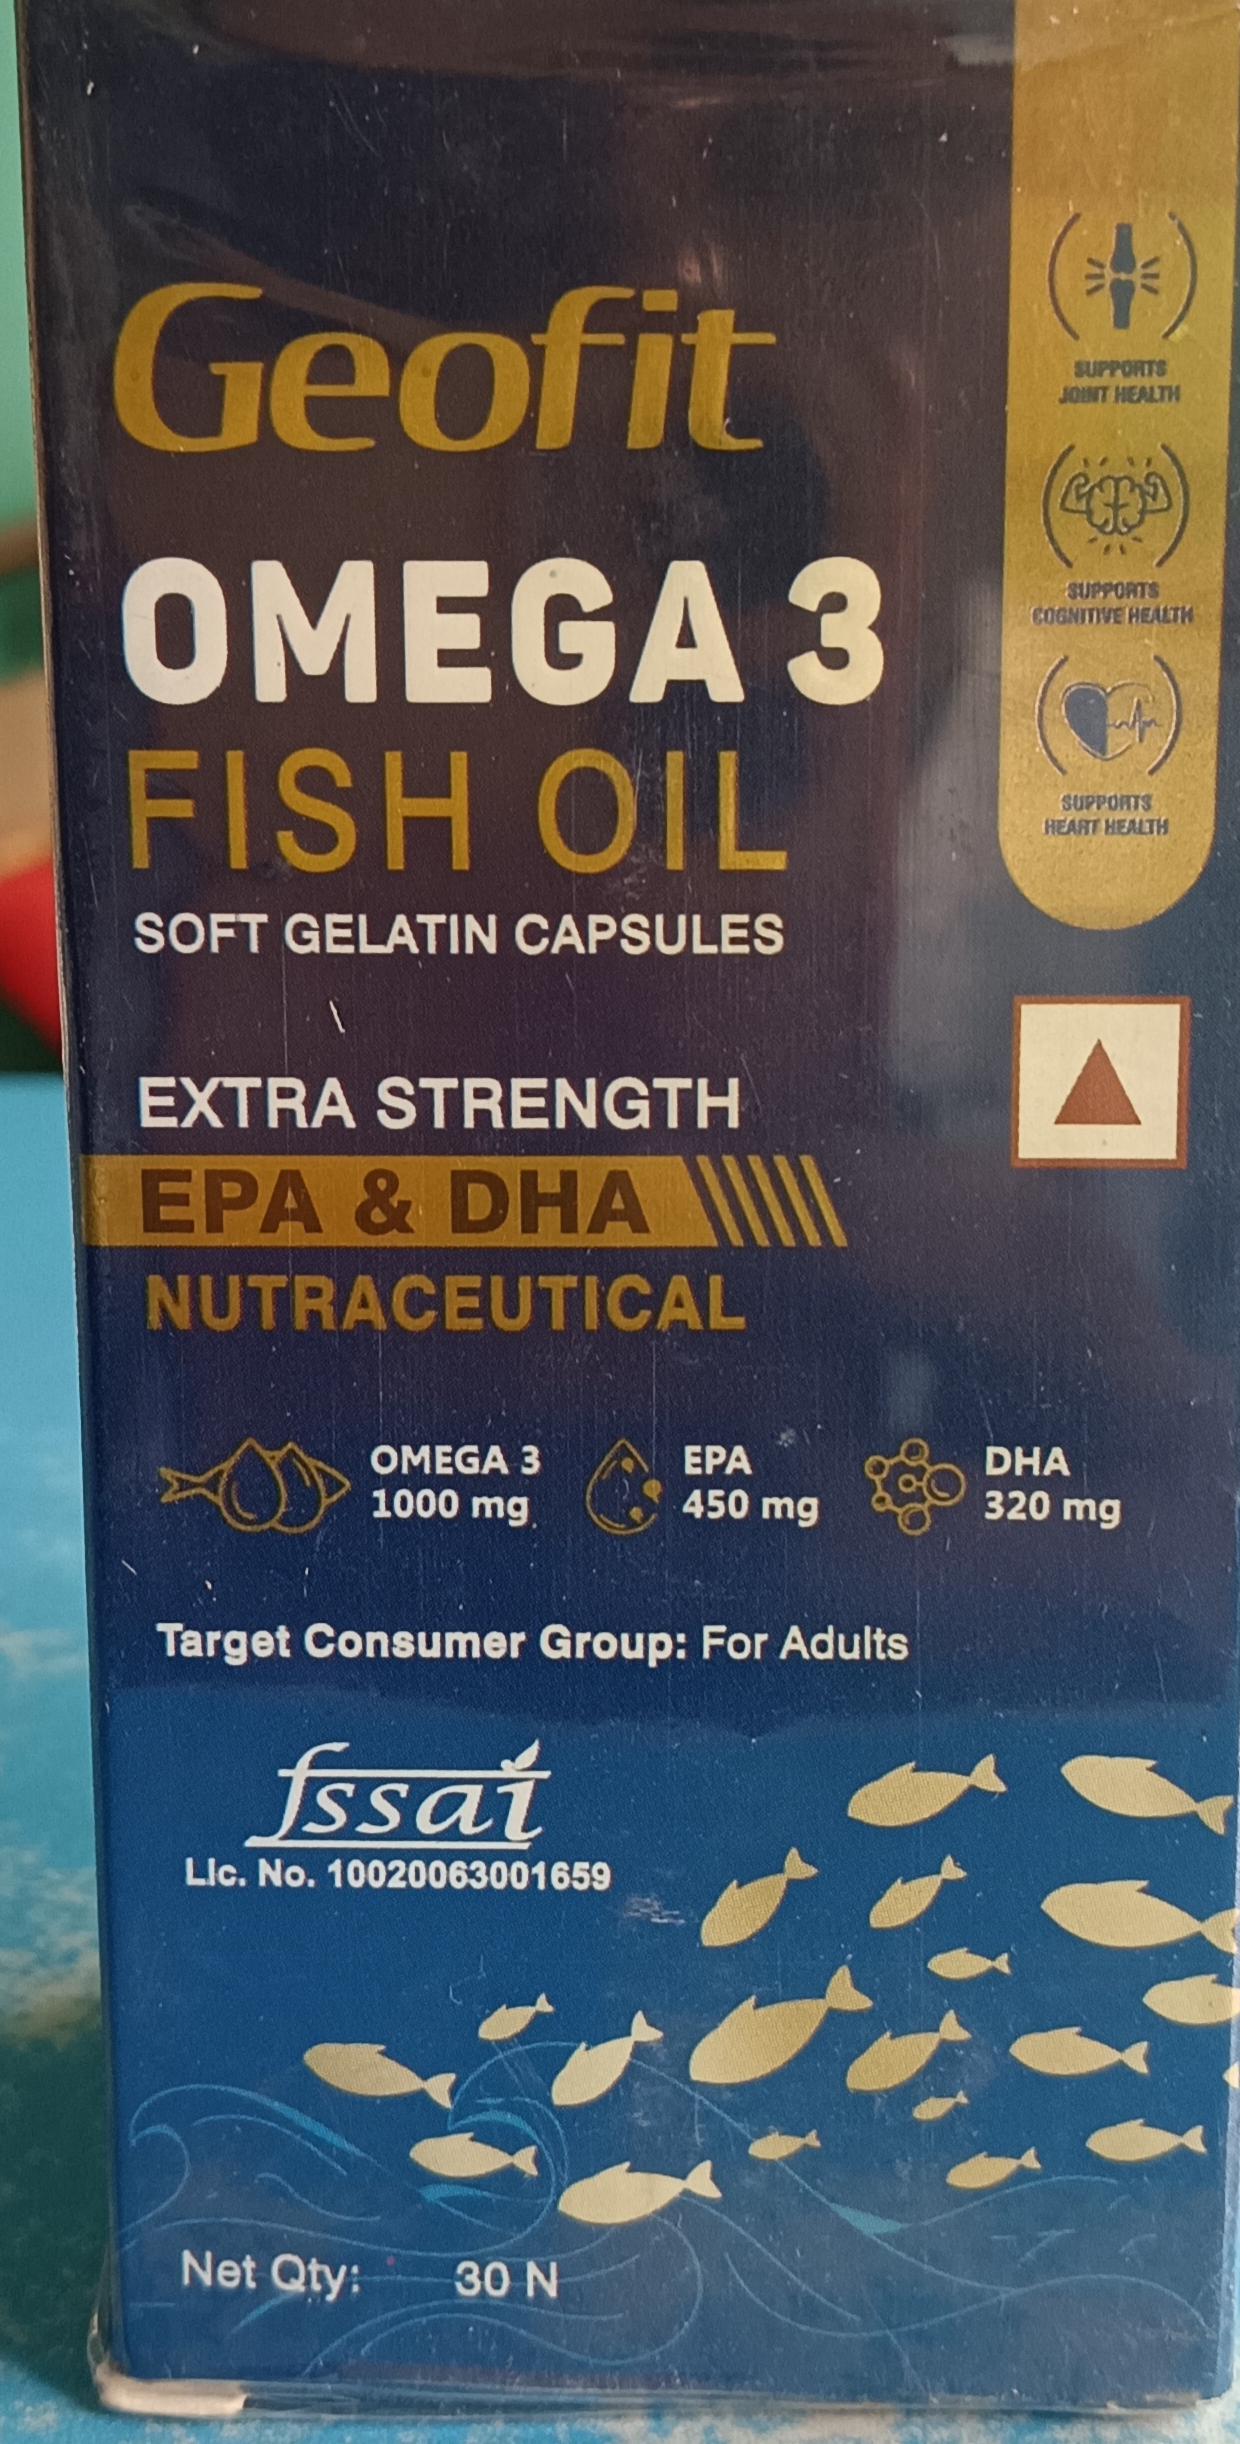 Geofit
OMEGA 3
FISH OIL
SOFT GELATIN CAPSULES
EXTRA STRENGTH
EPA & DHA
NUTRACEUTICAL
SUPPORTS
JOINT HEALTH
SUPPORTS
COGNITIVE HEALTH
SUPPORTS
HEART HEALTH
OMEGA 3
1000 mg
EPA
450 mg
DHA
320 mg
Target Consumer Group: For Adults
fssai
Lic. No. 10020063001659
Net Qty: 30 N